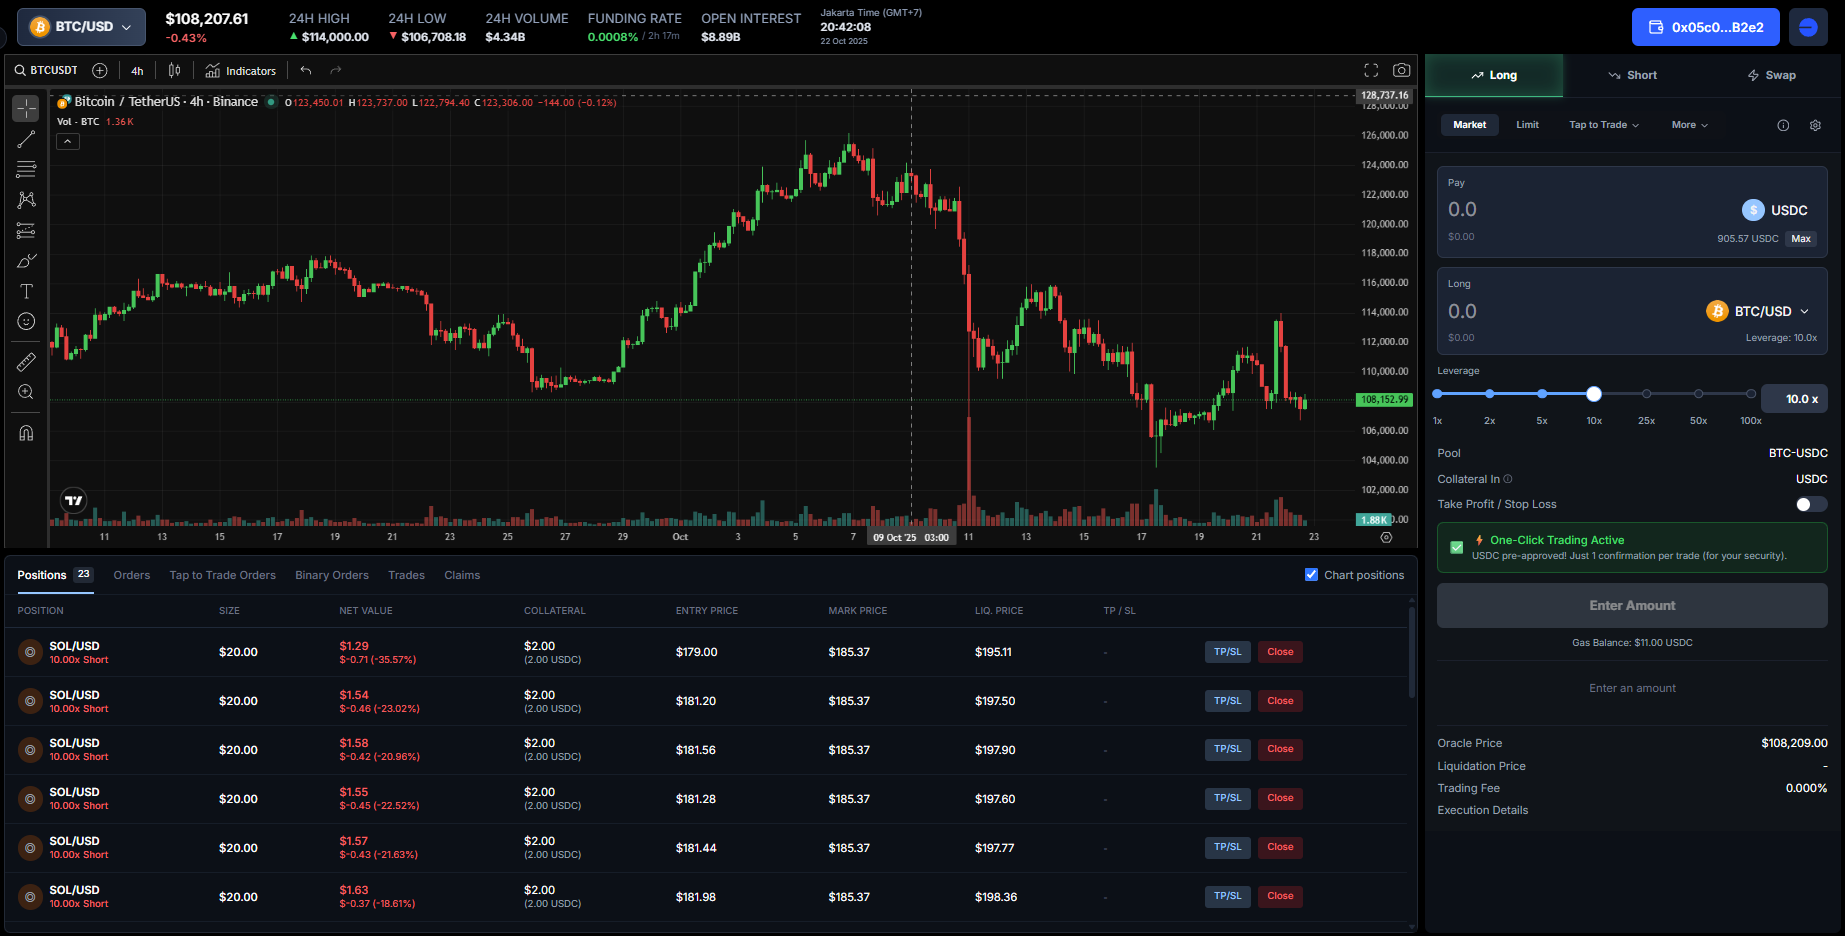 BTC/USD
$108,207.61
-0.43%
24H HIGH
$114,000.00
24H LOW
$106,708.18
24H VOLUME
$4.34B
FUNDING RATE
0.0008% / 2h 17m
OPEN INTEREST
$8.89B
Jakarta Time (GMT+7)
20:42:08
22 Oct 2025
0x05c0...B2e2
BTCUSDT
4h
Indicators
Bitcoin / TetherUS · 4h · Binance
O123,450.01 H123,737.00 L122,794.40 C123,306.00 -144.00 (-0.12%)
Vol · BTC 1.36K
128,737.16
128,000.00
126,000.00
124,000.00
122,000.00
120,000.00
118,000.00
116,000.00
114,000.00
112,000.00
110,000.00
108,152.99
106,000.00
104,000.00
102,000.00
1.88K
11 13 15 17 19 21 23 25 27 29 Oct 3 5 7 09 Oct '25 03:00 11 13 15 17 19 21 23
Long
Short
Swap
Market
Limit
Tap to Trade
More
Pay
0.0
USDC
$0.00
905.57 USDC Max
Long
0.0
BTC/USD
$0.00
Leverage: 10.0x
Leverage
10.0 x
1x 2x 5x 10x 25x 50x 100x
Pool BTC-USDC
Collateral In USDC
Take Profit / Stop Loss
One-Click Trading Active
USDC pre-approved! Just 1 confirmation per trade (for your security).
Enter Amount
Gas Balance: $11.00 USDC
Enter an amount
Oracle Price $108,209.00
Liquidation Price -
Trading Fee 0.000%
Execution Details
Positions 23 Orders Tap to Trade Orders Binary Orders Trades Claims
Chart positions
POSITION SIZE NET VALUE COLLATERAL ENTRY PRICE MARK PRICE LIQ. PRICE TP / SL
SOL/USD
10.00x Short
$20.00
$1.29
$-0.71 (-35.57%)
$2.00
(2.00 USDC)
$179.00
$185.37
$195.11
-
TP/SL
Close
SOL/USD
10.00x Short
$20.00
$1.54
$-0.46 (-23.02%)
$2.00
(2.00 USDC)
$181.20
$185.37
$197.50
-
TP/SL
Close
SOL/USD
10.00x Short
$20.00
$1.58
$-0.42 (-20.96%)
$2.00
(2.00 USDC)
$181.56
$185.37
$197.90
-
TP/SL
Close
SOL/USD
10.00x Short
$20.00
$1.55
$-0.45 (-22.52%)
$2.00
(2.00 USDC)
$181.28
$185.37
$197.60
-
TP/SL
Close
SOL/USD
10.00x Short
$20.00
$1.57
$-0.43 (-21.63%)
$2.00
(2.00 USDC)
$181.44
$185.37
$197.77
-
TP/SL
Close
SOL/USD
10.00x Short
$20.00
$1.63
$-0.37 (-18.61%)
$2.00
(2.00 USDC)
$181.98
$185.37
$198.36
-
TP/SL
Close